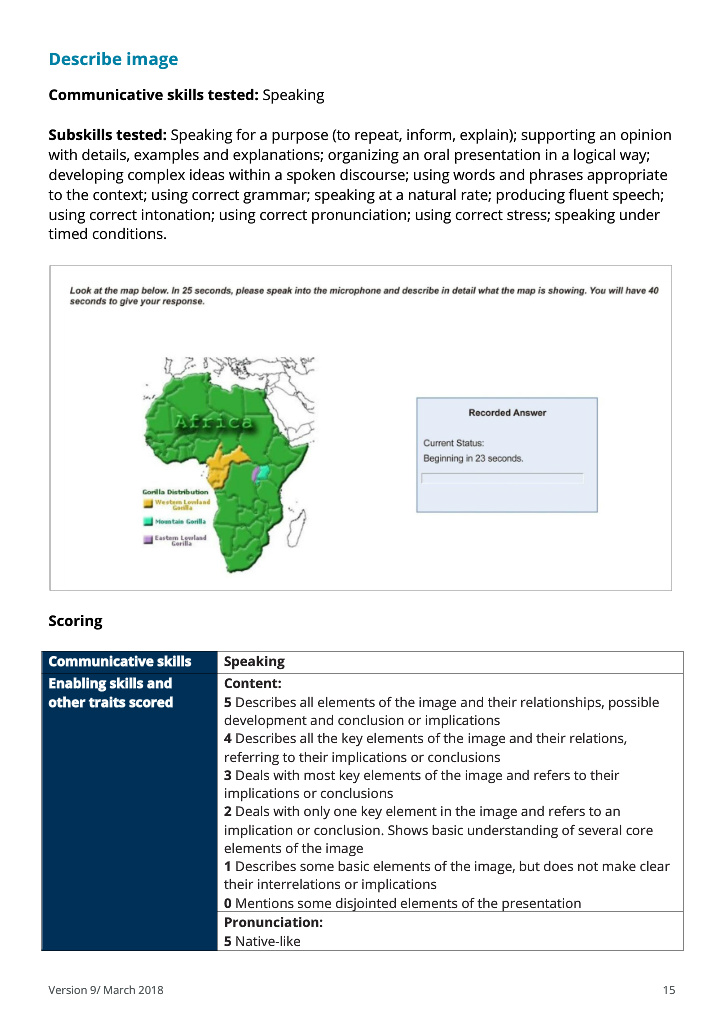 Describe image
Communicative skills tested: Speaking
Subskills tested: Speaking for a purpose (to repeat, inform, explain); supporting an opinion
with details, examples and explanations; organizing an oral presentation in a logical way;
developing complex ideas within a spoken discourse; using words and phrases appropriate
to the context; using correct grammar; speaking at a natural rate; producing fluent speech;
using correct intonation; using correct pronunciation; using correct stress; speaking under
timed conditions.
Look at the map below. In 25 seconds, please speak into the microphone and describe in detail what the map is showing. You will have 40
seconds to give your response.
Africa
Gorilla Distribution
Western Lowland
Gorilla
Mountain Gorilla
Eastern Lowland
Gorilla
Recorded Answer
Current Status:
Beginning in 23 seconds.
Scoring
Communicative skills
Speaking
Enabling skills and
other traits scored
Content:
5 Describes all elements of the image and their relationships, possible
development and conclusion or implications
4 Describes all the key elements of the image and their relations,
referring to their implications or conclusions
3 Deals with most key elements of the image and refers to their
implications or conclusions
2 Deals with only one key element in the image and refers to an
implication or conclusion. Shows basic understanding of several core
elements of the image
1 Describes some basic elements of the image, but does not make clear
their interrelations or implications
0 Mentions some disjointed elements of the presentation
Pronunciation:
5 Native-like
Version 9/ March 2018
15